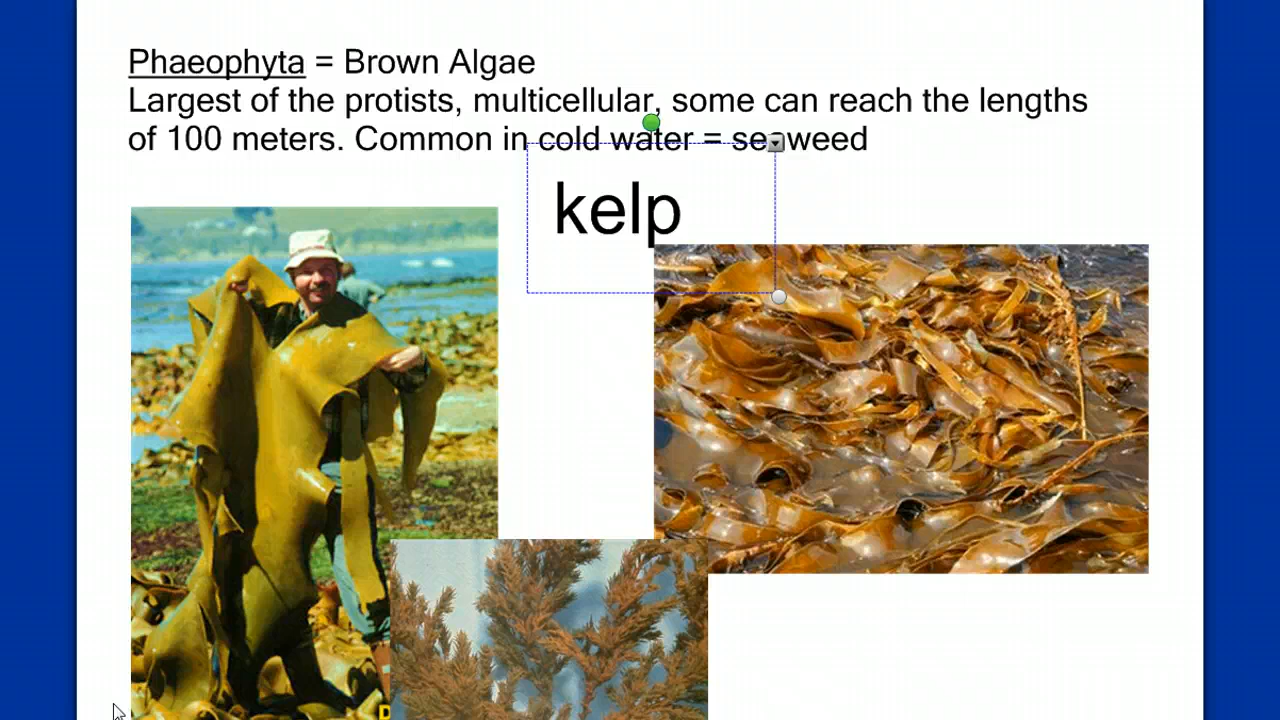 Phaeophyta = Brown Algae
Largest of the protists, multicellular, some can reach the lengths
of 100 meters. Common in cold water = seaweed
kelp